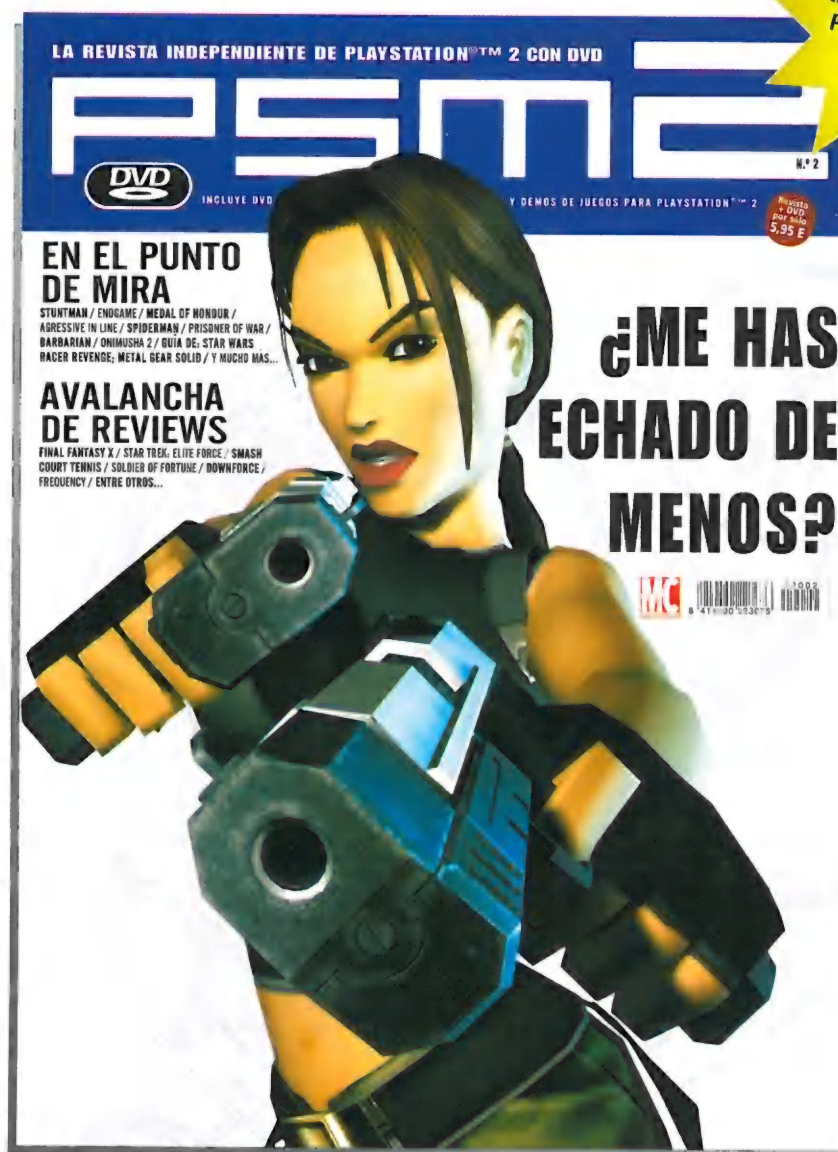 LA REVISTA INDEPENDIENTE DE PLAYSTATION®™ 2 CON DVD
PSM2
N.º 2
DVD
INCLUYE DVD
Y DEMOS DE JUEGOS PARA PLAYSTATION®™ 2
Revista
+ DVD
por sólo
5,95 E
EN EL PUNTO
DE MIRA
STUNTMAN / ENDGAME / MEDAL OF HONOUR /
AGRESSIVE IN LINE / SPIDERMAN / PRISONER OF WAR /
BARBARIAN / ONIMUSHA 2 / GUÍA DE: STAR WARS
RACER REVENGE; METAL GEAR SOLID / Y MUCHO MÁS...
AVALANCHA
DE REVIEWS
FINAL FANTASY X / STAR TREK: ELITE FORCE / SMASH
COURT TENNIS / SOLDIER OF FORTUNE / DOWNFORCE /
FREQUENCY / ENTRE OTROS...
¿ME HAS
ECHADO DE
MENOS?
MC